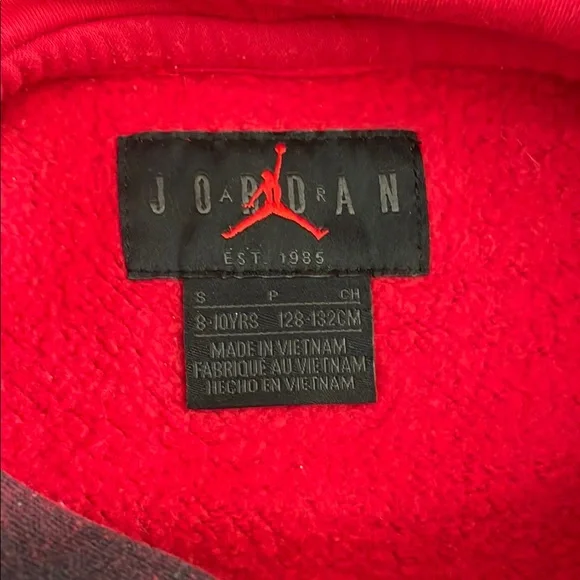 JORDAN
AIR
EST. 1985
S P CH
8-10YRS 128-132CM
MADE IN VIETNAM
FABRIQUÉ AU VIETNAM
HECHO EN VIETNAM